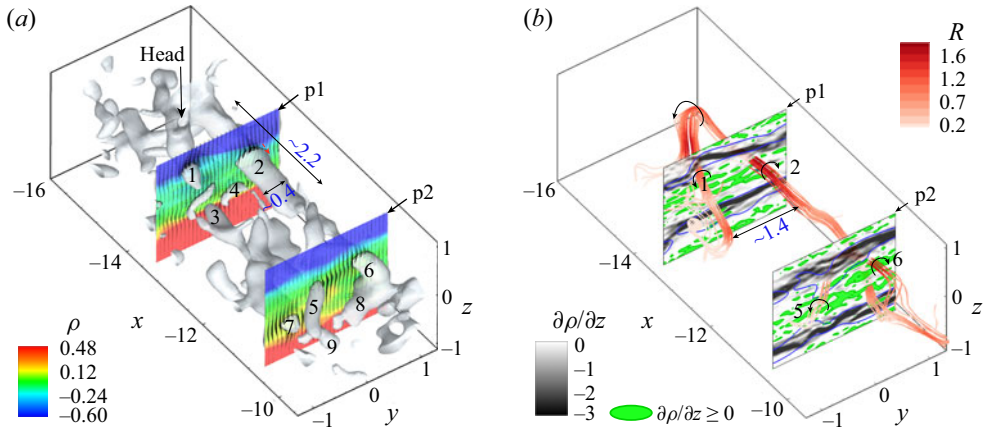 (a)
Head
p1
~2.2
1
2
4
0.4
3
p2
–16
–14
–12
–10
x
6
5
8
7
9
1
0
–1
z
–1
0
1
y
ρ
0.48
0.12
–0.24
–0.60
(b)
R
1.6
1.2
0.7
0.2
p1
1
2
~1.4
p2
–16
–14
–12
–10
x
6
5
1
0
–1
z
–1
0
1
y
∂ρ/∂z
0
–1
–2
–3
∂ρ/∂z ≥ 0